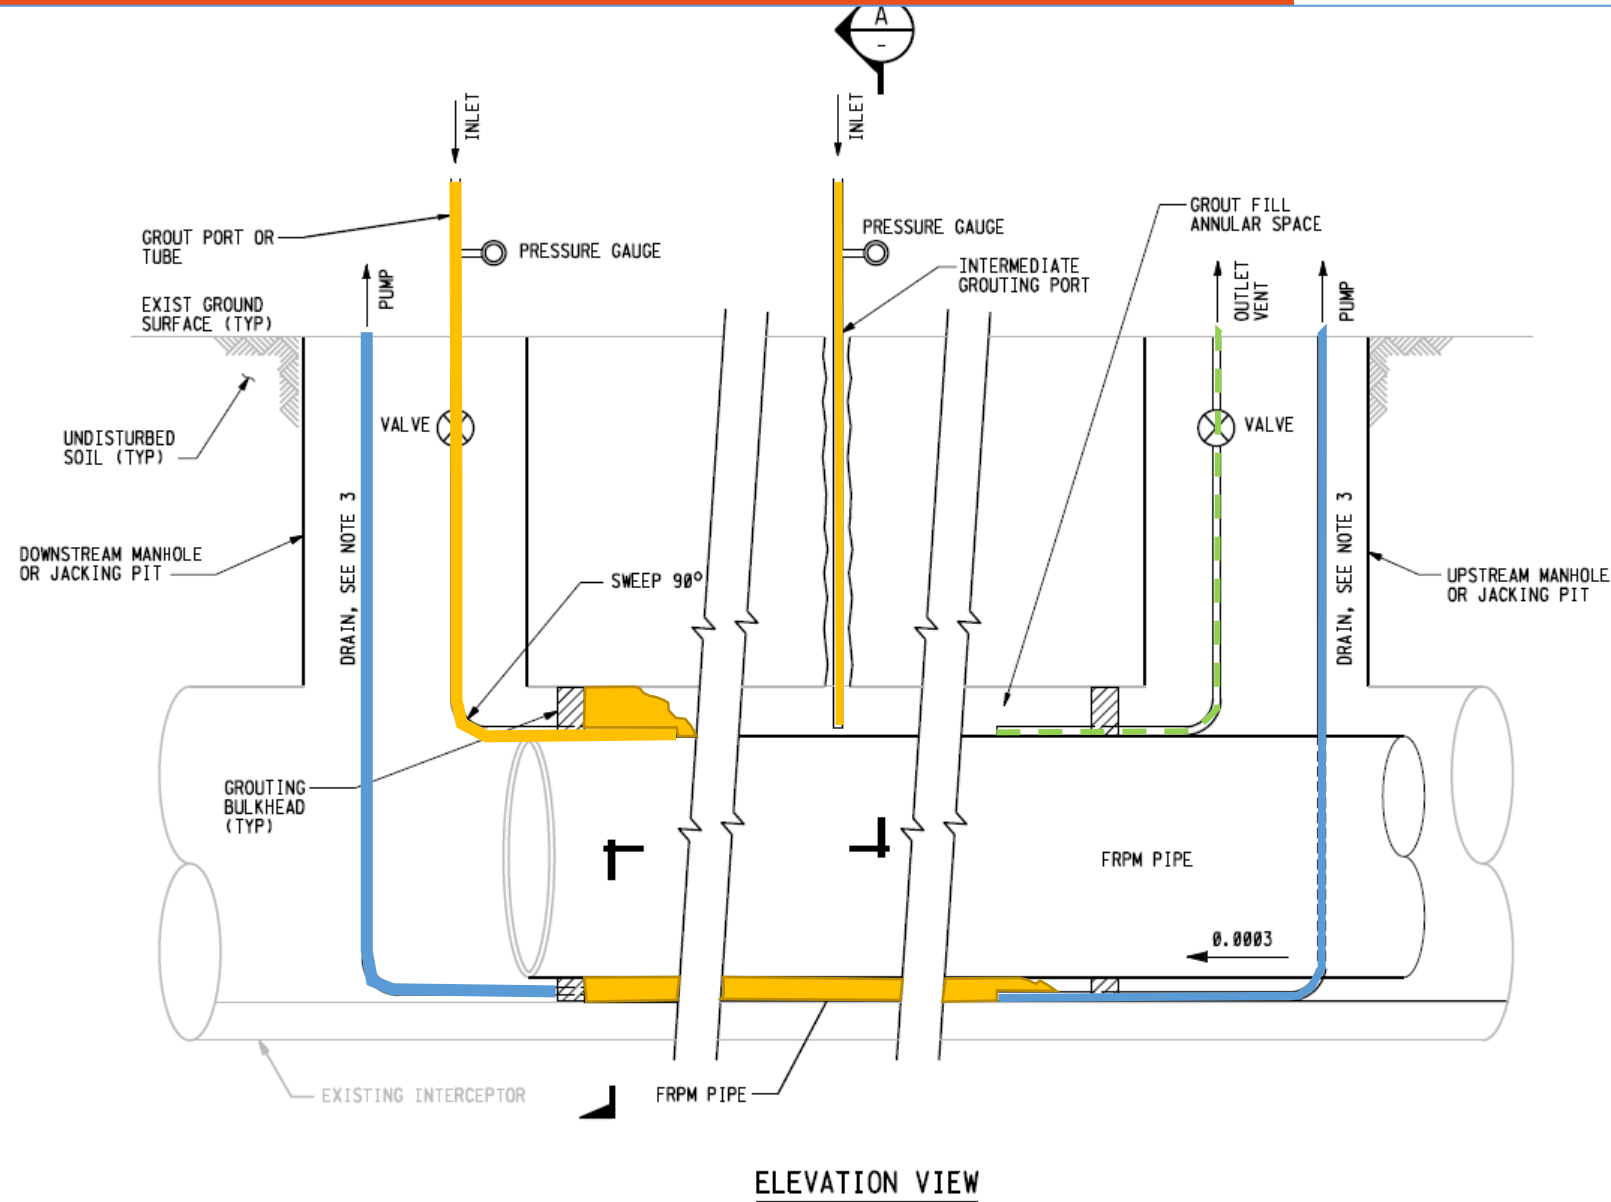 A
-
INLET
INLET
GROUT PORT OR
TUBE
PRESSURE GAUGE
PRESSURE GAUGE
GROUT FILL
ANNULAR SPACE
INTERMEDIATE
GROUTING PORT
PUMP
OUTLET
VENT
PUMP
EXIST GROUND
SURFACE (TYP)
VALVE
VALVE
UNDISTURBED
SOIL (TYP)
DRAIN, SEE NOTE 3
DRAIN, SEE NOTE 3
DOWNSTREAM MANHOLE
OR JACKING PIT
SWEEP 90°
UPSTREAM MANHOLE
OR JACKING PIT
GROUTING
BULKHEAD
(TYP)
FRPM PIPE
0.0003
EXISTING INTERCEPTOR
FRPM PIPE
ELEVATION VIEW